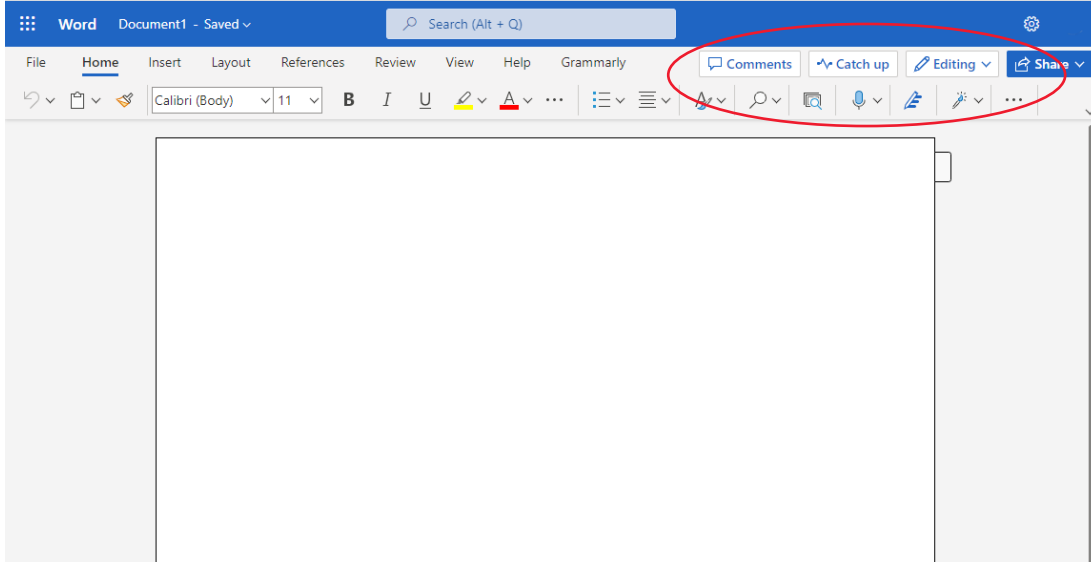 Word Document1 - Saved Search (Alt + Q)
File Home Insert Layout References Review View Help Grammarly Comments Catch up Editing Share
Calibri (Body) 11 B I U A